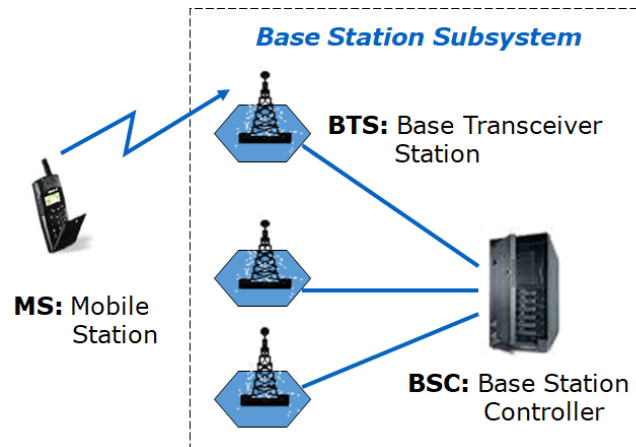 Base Station Subsystem
BTS: Base Transceiver
Station
MS: Mobile
Station
BSC: Base Station
Controller